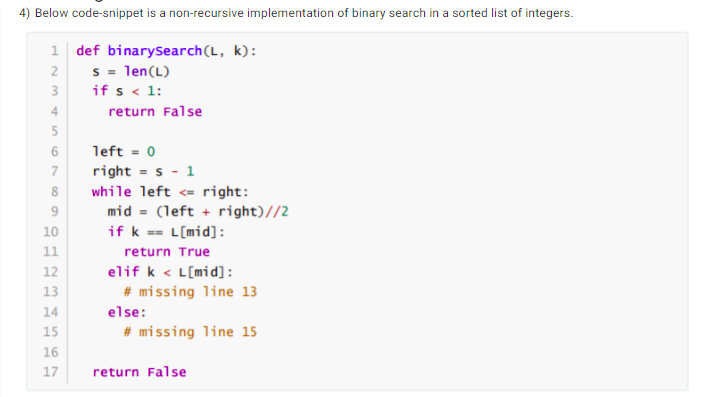 4) Below code-snippet is a non-recursive implementation of binary search in a sorted list of integers.
1 def binarySearch(L, k):
2   s = len(L)
3   if s < 1:
4     return False
5
6   left = 0
7   right = s - 1
8   while left <= right:
9     mid = (left + right)//2
10     if k == L[mid]:
11       return True
12     elif k < L[mid]:
13       # missing line 13
14     else:
15       # missing line 15
16
17   return False